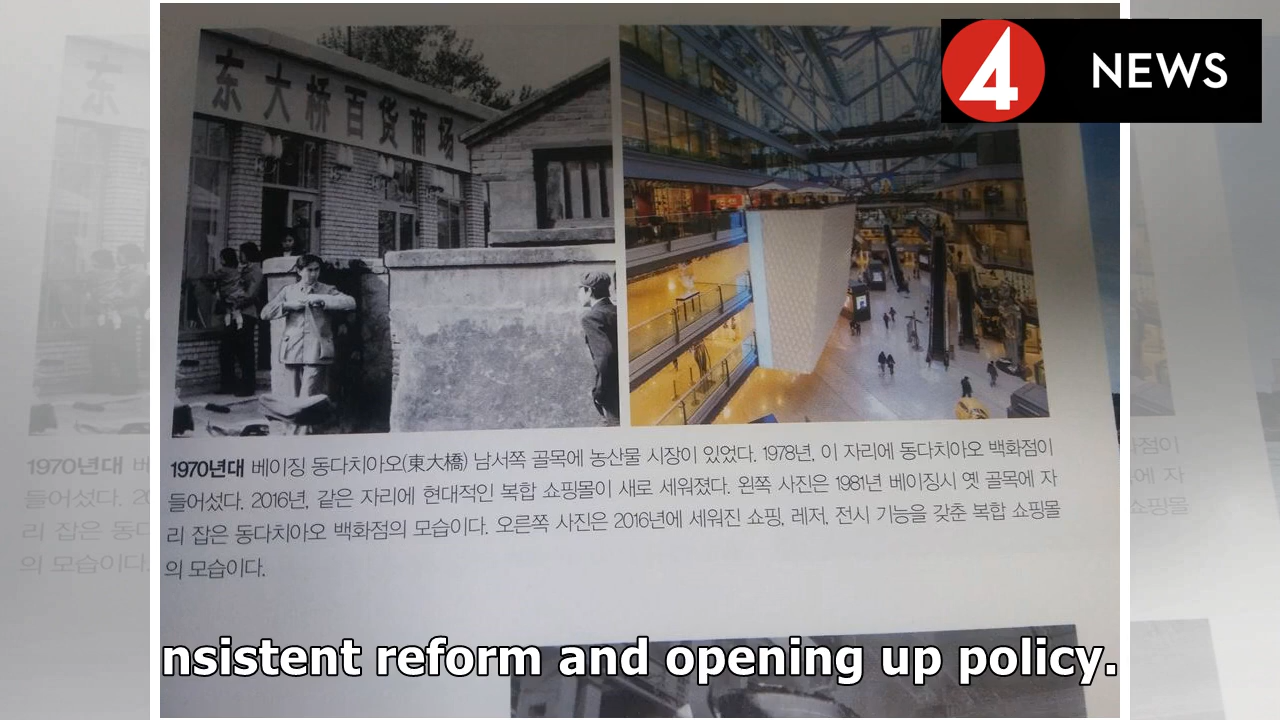 4 NEWS
东大桥百货商场
1970년대 베이징 동다치아오(東大橋) 남서쪽 골목에 농산물 시장이 있었다. 1978년, 이 자리에 동다치아오 백화점이
들어섰다. 2016년, 같은 자리에 현대적인 복합 쇼핑몰이 새로 세워졌다. 왼쪽 사진은 1981년 베이징시 옛 골목에 자
리 잡은 동다치아오 백화점의 모습이다. 오른쪽 사진은 2016년에 세워진 쇼핑, 레저, 전시 기능을 갖춘 복합 쇼핑몰
의 모습이다.
nsistent reform and opening up policy.